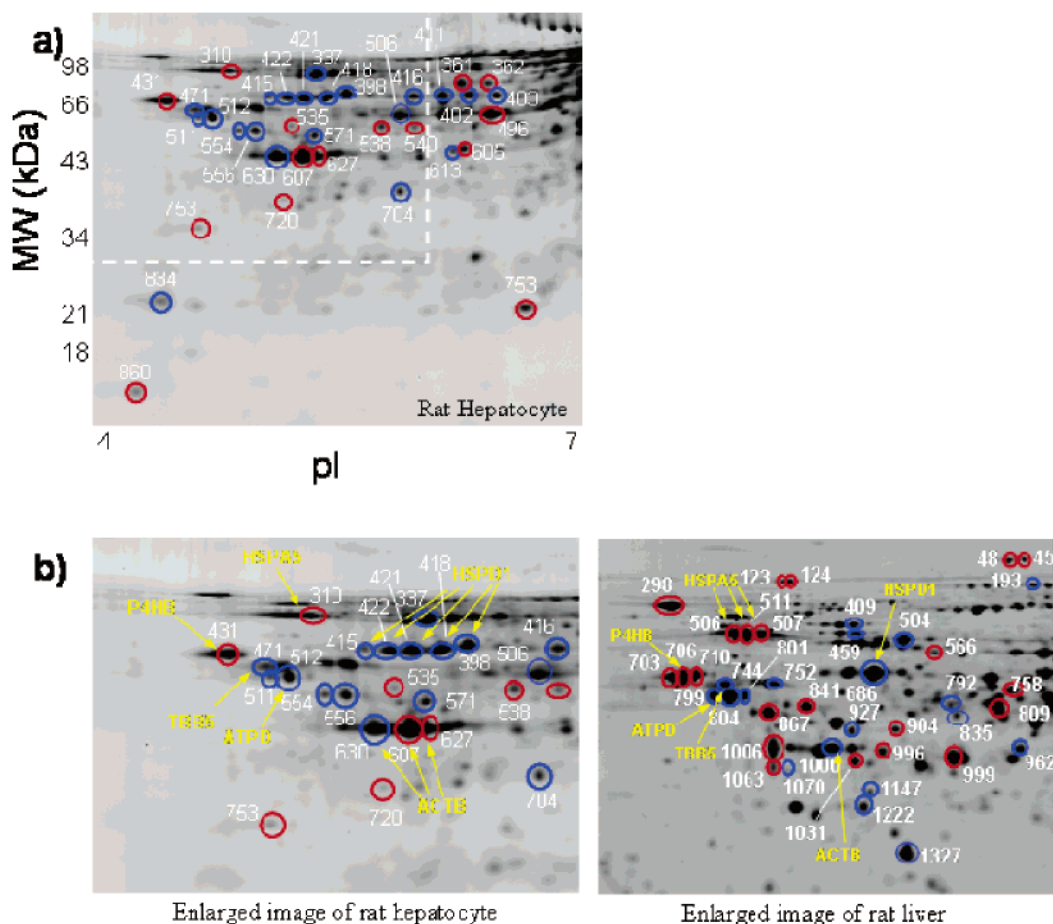 a)
MW (kDa)
98
66
43
34
21
18
310 421 337 506 411
422 418 361 362
431 415 398 416 400
471 512 535 402 496
511 554 571 538 540 605
556 630 607 627 613
753 720 704
834 753
860
Rat Hepatocyte
4 7
pI
b)
HSPA5 418 HSPD1
421
P4HB 310 337
422
431 415 416
471 512 398 506
511 554 535
571
TBB5 556 538
ATPB
630 607 627
ACTB 704
753 720
Enlarged image of rat hepatocyte
48 45
HSPA5 123 124 193
290 511 HSPD1
506 507 409 504
P4HB 706 801 459 566
703 710 744 752
799 841 686 792 758
ATPD 804 867 927 904 809
TBB5 835
1006 1000 996 962
1063 1070 999
1147
1031 1222
ACTB 1327
Enlarged image of rat liver